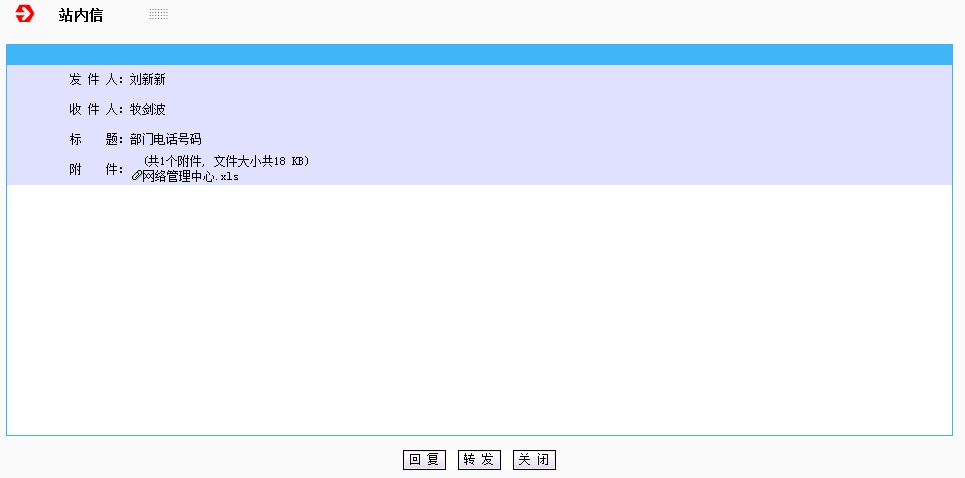 站内信
发 件 人：刘新新
收 件 人：牧剑波
标 题：部门电话号码
附 件：
(共1个附件, 文件大小共18 KB)
网络管理中心.xls
回 复 转 发 关 闭